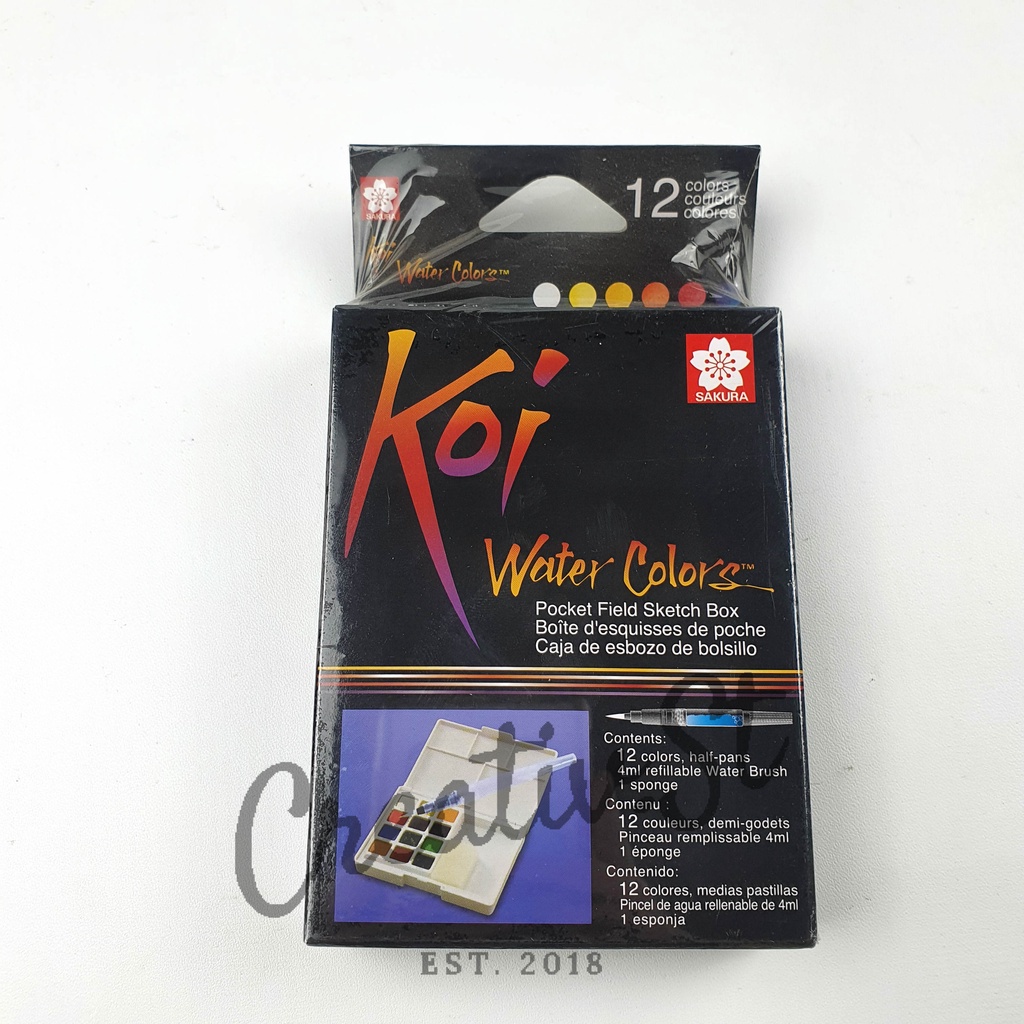 12 colors
couleurs
colores
SAKURA
Koi
Water Colors™
Koi
SAKURA
Water Colors™
Pocket Field Sketch Box
Boîte d'esquisses de poche
Caja de esbozo de bolsillo
Contents:
12 colors, half-pans
4ml refillable Water Brush
1 sponge
Contenu :
12 couleurs, demi-godets
Pinceau remplissable 4ml
1 éponge
Contenido:
12 colores, medias pastillas
Pincel de agua rellenable de 4ml
1 esponja
CreativSt
EST. 2018